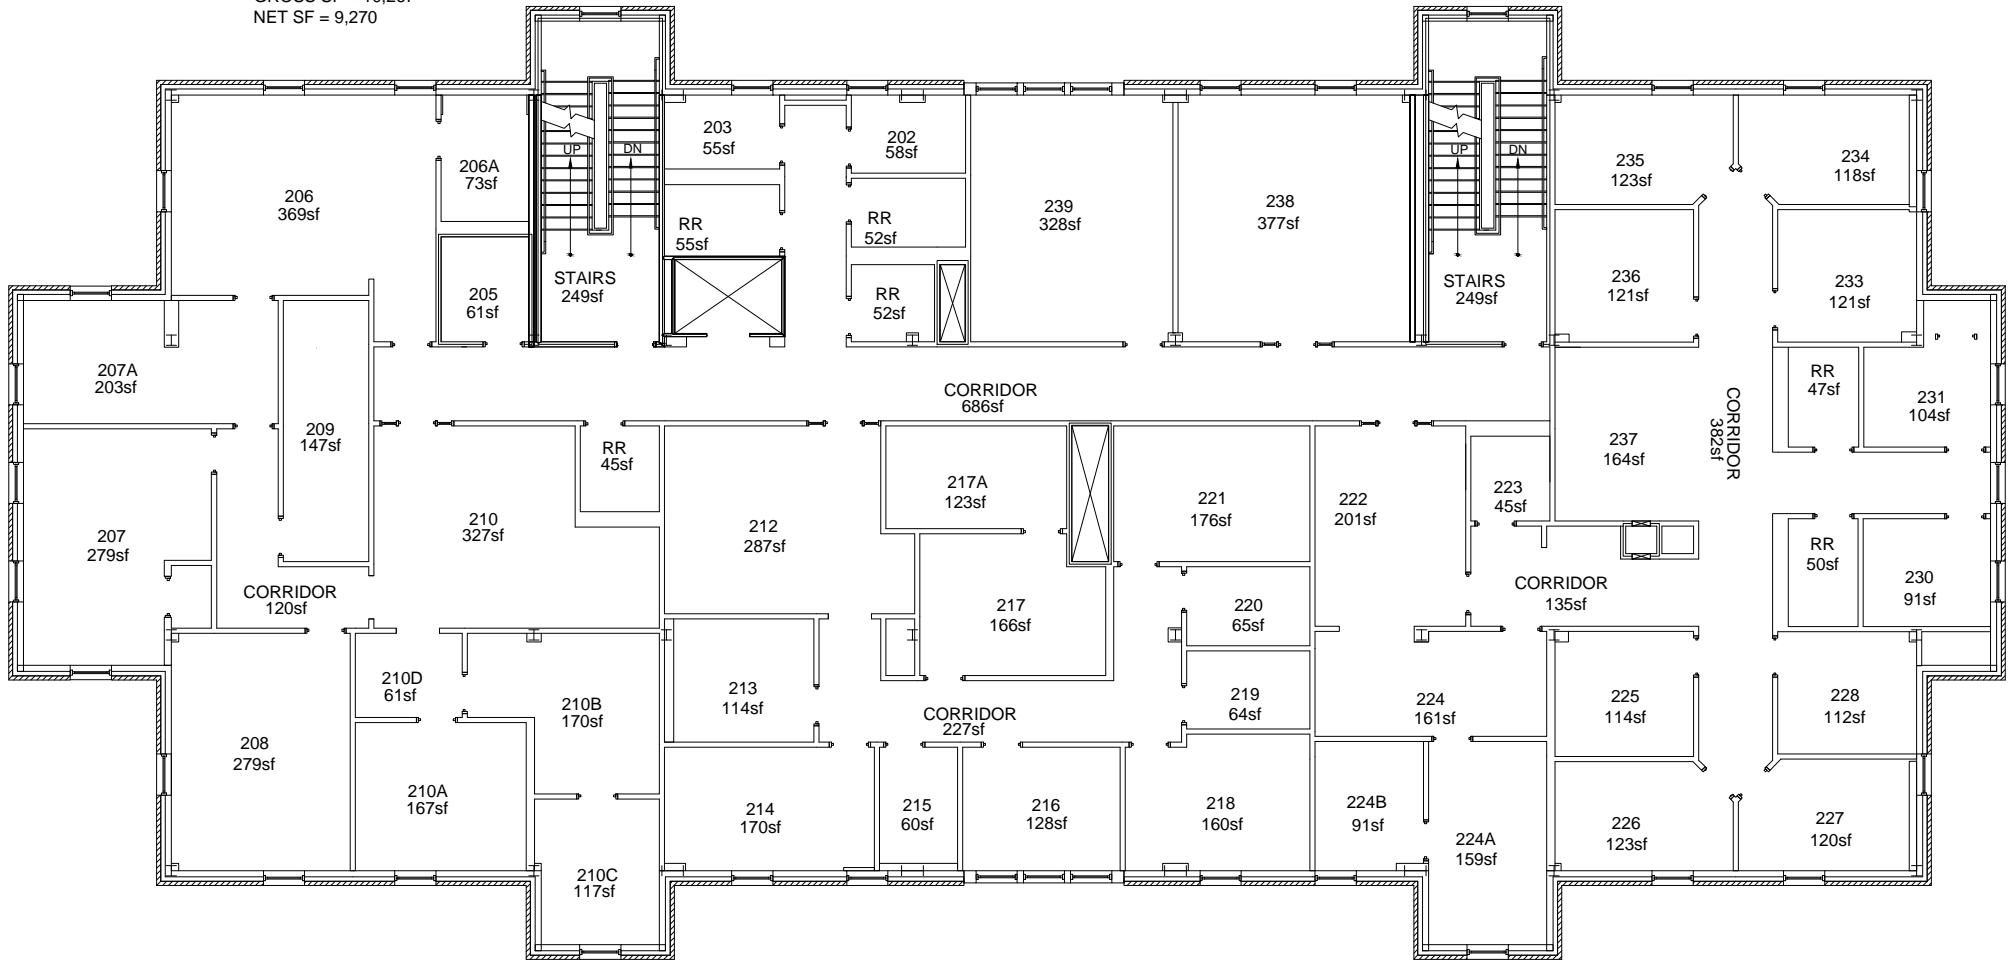 NET SF = 9,270
203
55sf
202
58sf
UP
DN
UP
DN
206A
73sf
235
123sf
234
118sf
206
369sf
239
328sf
238
377sf
RR
55sf
RR
52sf
STAIRS
249sf
STAIRS
249sf
236
121sf
233
121sf
205
61sf
RR
52sf
207A
203sf
CORRIDOR
686sf
RR
47sf
231
104sf
209
147sf
CORRIDOR
382sf
237
164sf
RR
45sf
217A
123sf
221
176sf
222
201sf
223
45sf
210
327sf
212
287sf
207
279sf
RR
50sf
230
91sf
CORRIDOR
120sf
CORRIDOR
135sf
217
166sf
220
65sf
210D
61sf
213
114sf
210B
170sf
219
64sf
224
161sf
225
114sf
228
112sf
CORRIDOR
227sf
208
279sf
210A
167sf
214
170sf
215
60sf
216
128sf
218
160sf
224B
91sf
224A
159sf
226
123sf
227
120sf
210C
117sf